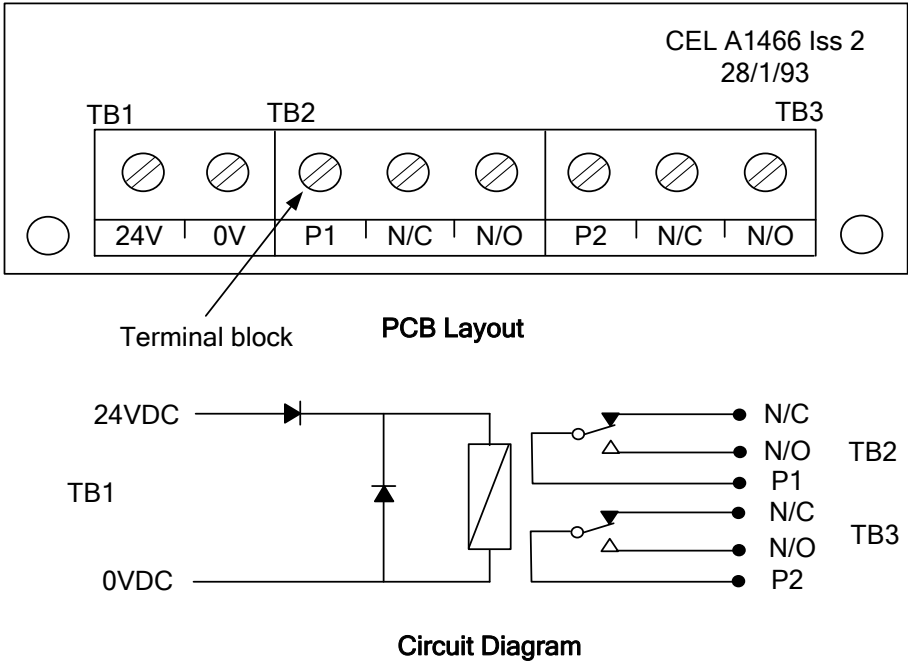 CEL A1466 Iss 2
28/1/93
TB1 TB2 TB3
24V 0V P1 N/C N/O P2 N/C N/O
Terminal block
PCB Layout
24VDC
TB1
0VDC
N/C
N/O
P1
TB2
N/C
N/O
P2
TB3
Circuit Diagram